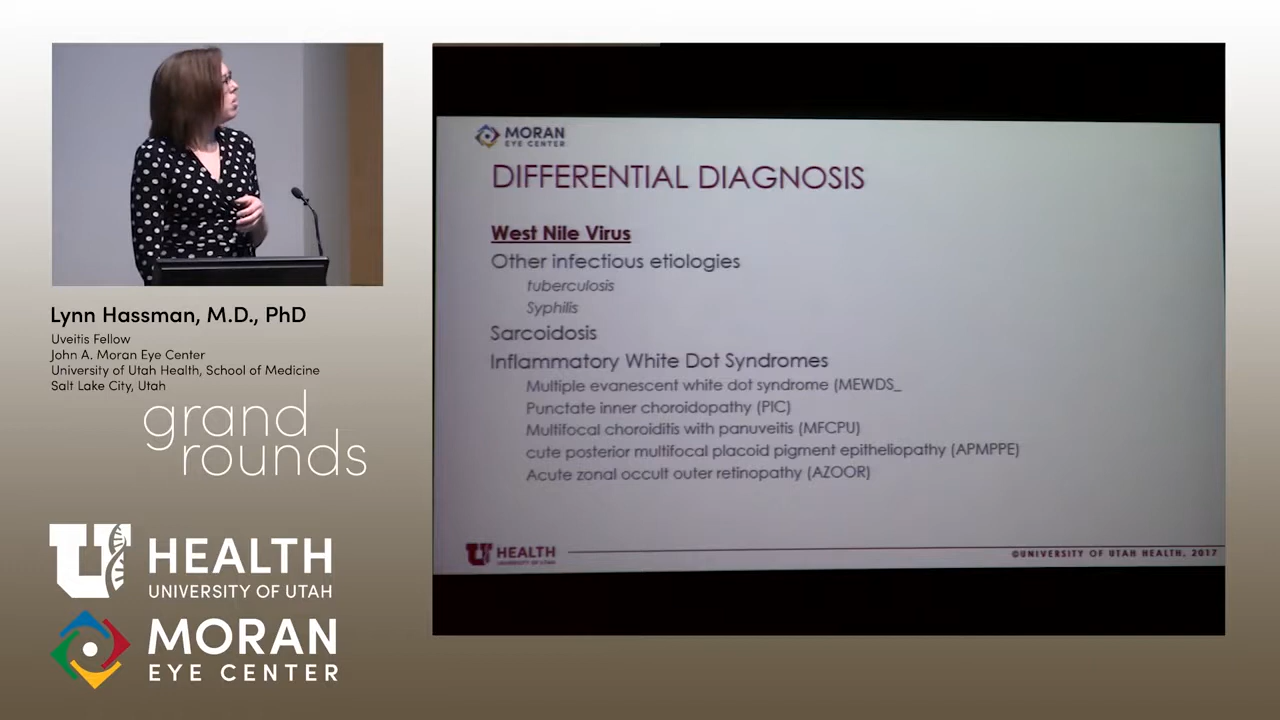 Lynn Hassman, M.D., PhD
Uveitis Fellow
John A. Moran Eye Center
University of Utah Health, School of Medicine
Salt Lake City, Utah
grand
rounds
U
HEALTH
UNIVERSITY OF UTAH
MORAN
EYE CENTER
MORAN
EYE CENTER
DIFFERENTIAL DIAGNOSIS
West Nile Virus
Other infectious etiologies
tuberculosis
Syphilis
Sarcoidosis
Inflammatory White Dot Syndromes
Multiple evanescent white dot syndrome (MEWDS_
Punctate inner choroidopathy (PIC)
Multifocal choroiditis with panuveitis (MFCPU)
cute posterior multifocal placoid pigment epitheliopathy (APMPPE)
Acute zonal occult outer retinopathy (AZOOR)
U HEALTH
UNIVERSITY OF UTAH
©UNIVERSITY OF UTAH HEALTH, 2017